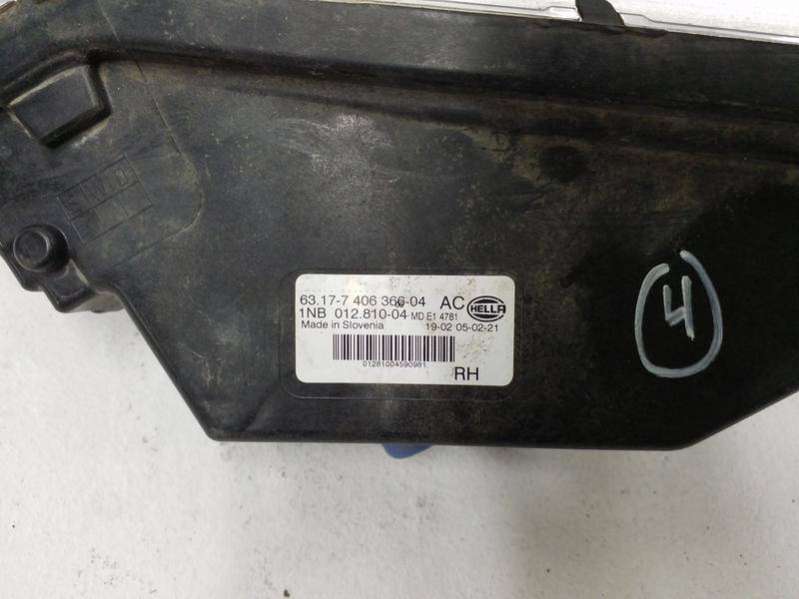 63.17-7 406 366-04 AC HELLA
1NB 012.810-04 MD E1 4781
Made in Slovenia 19-02 05-02-21
01281004590981
RH
4